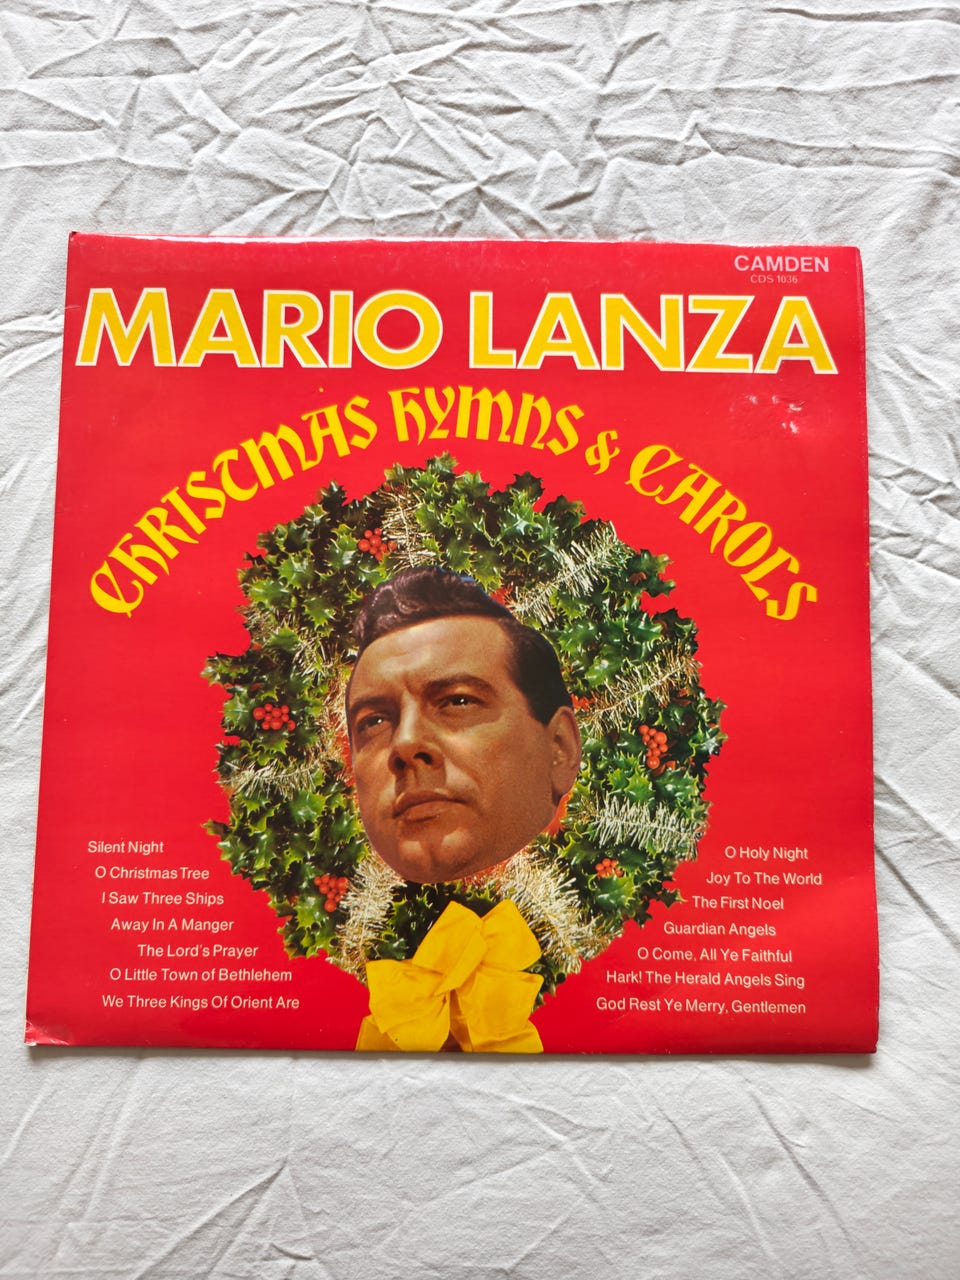 CAMDEN
CDS 1036
MARIO LANZA
CHRISTMAS HYMNS & CAROLS
Silent Night
O Christmas Tree
I Saw Three Ships
Away In A Manger
The Lord's Prayer
O Little Town of Bethlehem
We Three Kings Of Orient Are
O Holy Night
Joy To The World
The First Noel
Guardian Angels
O Come, All Ye Faithful
Hark! The Herald Angels Sing
God Rest Ye Merry, Gentlemen